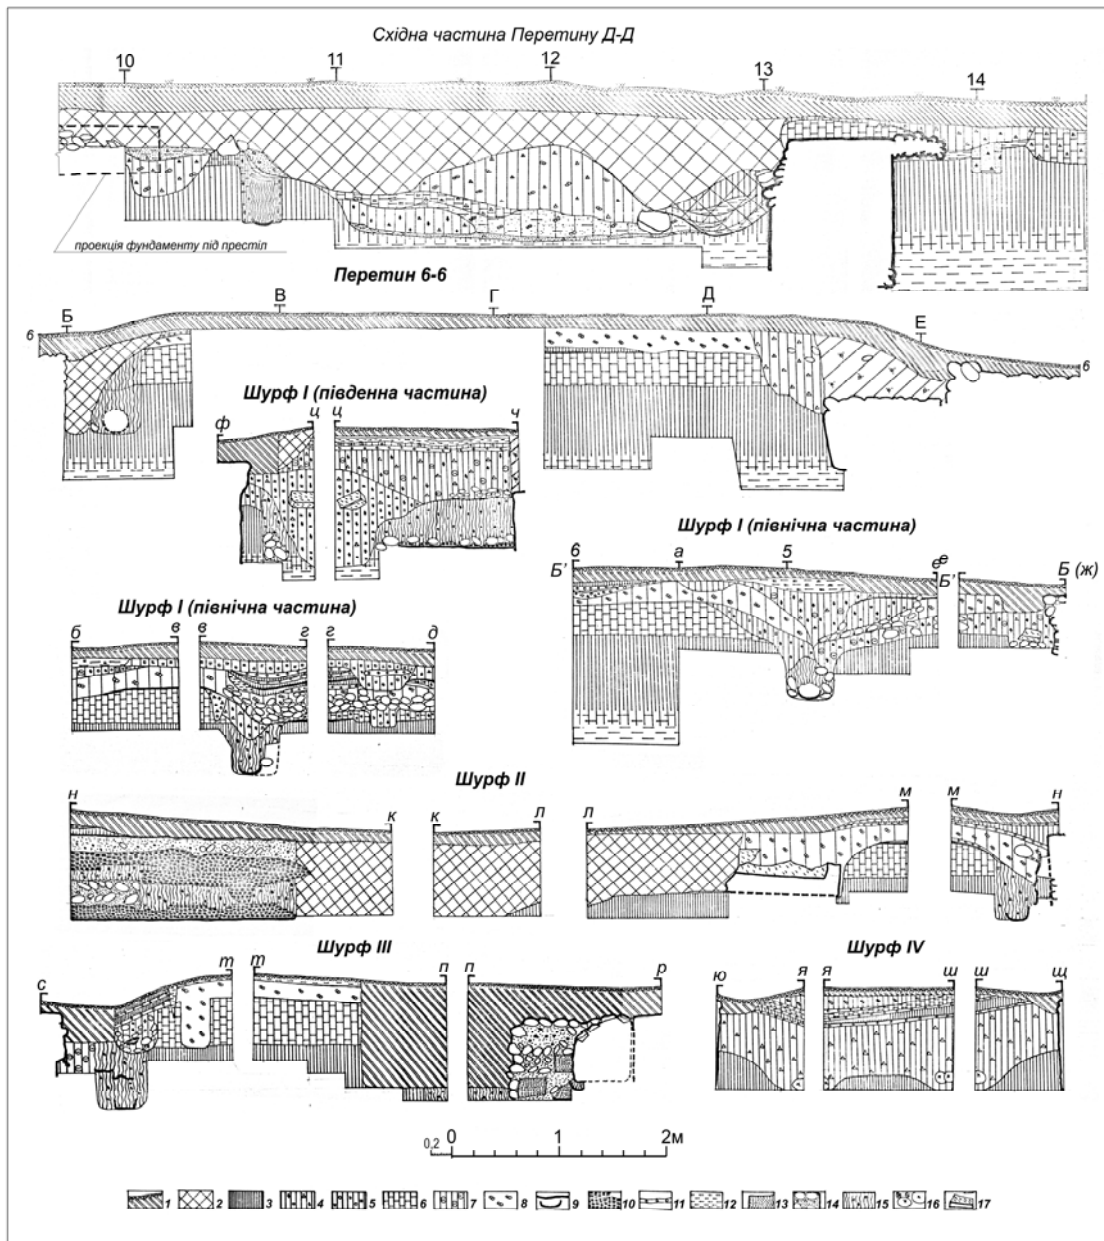 Східна частина Перетину Д-Д
10 11 12 13 14
проекція фундаменту під престіл
Перетин 6-6
Б В Г Д Е
6 6
Шурф І (південна частина)
ф ц ц ч
Шурф І (північна частина)
6 а 5 е е Б (ж)
Б' Б'
Шурф І (північна частина)
б в в г г д
Шурф ІІ
н к к л л м м н
Шурф ІІІ
с т т п п р
Шурф IV
ю я я ш ш щ
0,2 0 1 2м
1 2 3 4 5 6 7 8 9 10 11 12 13 14 15 16 17